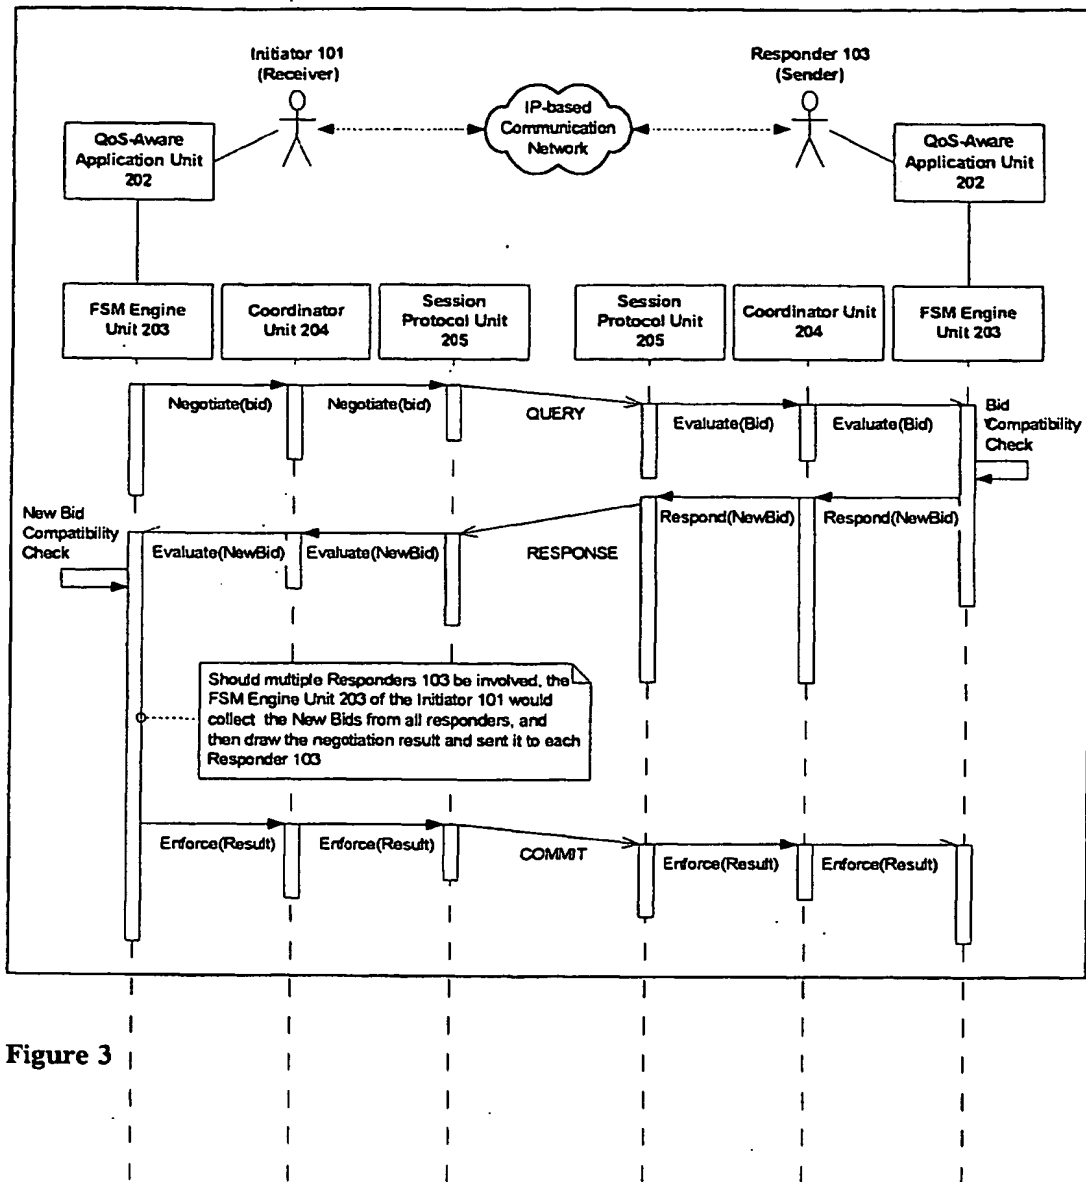 Initiator 101
(Receiver)
Responder 103
(Sender)
IP-based
Communication
Network
QoS-Aware
Application Unit
202
QoS-Aware
Application Unit
202
FSM Engine
Unit 203
Coordinator
Unit 204
Session
Protocol Unit
205
Session
Protocol Unit
205
Coordinator Unit
204
FSM Engine
Unit 203
Negotiate(bid)
Negotiate(bid)
QUERY
Evaluate(Bid)
Evaluate(Bid)
Bid
Compatibility
Check
New Bid
Compatibility
Check
Evaluate(NewBid)
Evaluate(NewBid)
RESPONSE
Respond(NewBid)
Respond(NewBid)
Should multiple Responders 103 be involved, the
FSM Engine Unit 203 of the Initiator 101 would
collect the New Bids from all responders, and
then draw the negotiation result and sent it to each
Responder 103
Enforce(Result)
Enforce(Result)
COMMIT
Enforce(Result)
Enforce(Result)
Figure 3